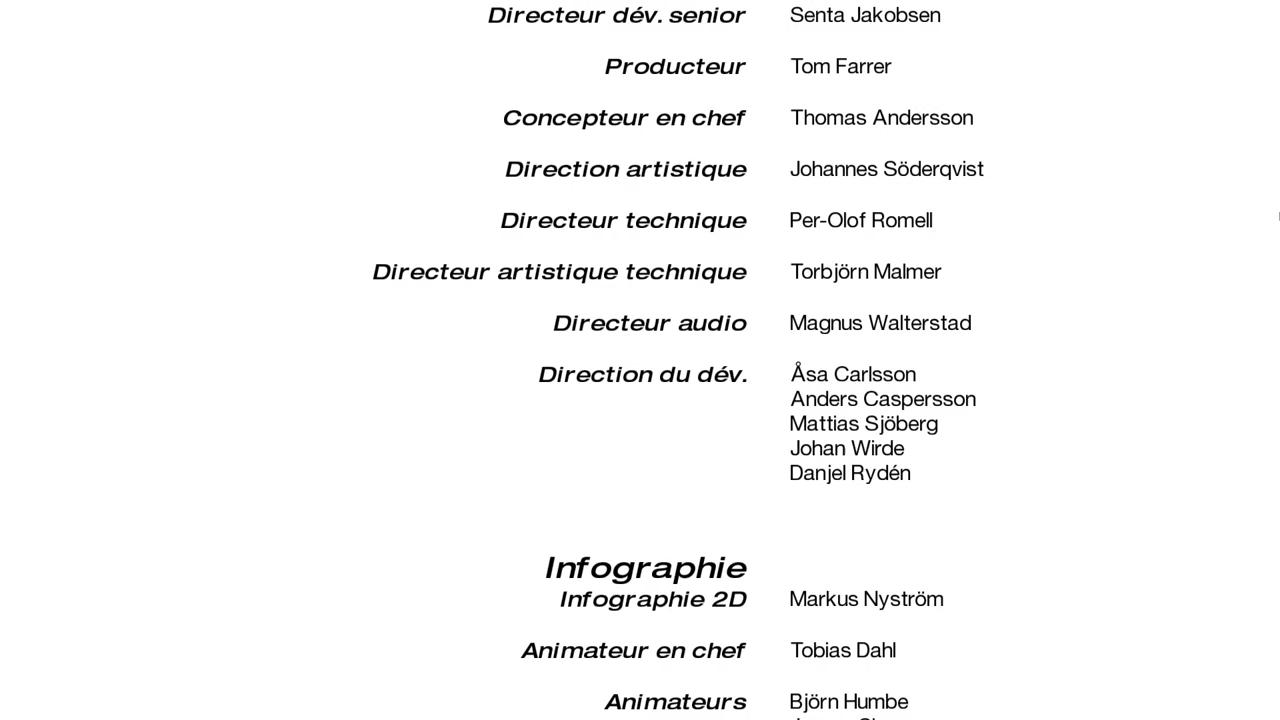 Directeur dév. senior Senta Jakobsen
Producteur Tom Farrer
Concepteur en chef Thomas Andersson
Direction artistique Johannes Söderqvist
Directeur technique Per-Olof Romell
Directeur artistique technique Torbjörn Malmer
Directeur audio Magnus Walterstad
Direction du dév. Åsa Carlsson
Anders Caspersson
Mattias Sjöberg
Johan Wirde
Danjel Rydén
Infographie
Infographie 2D Markus Nyström
Animateur en chef Tobias Dahl
Animateurs Björn Humbe